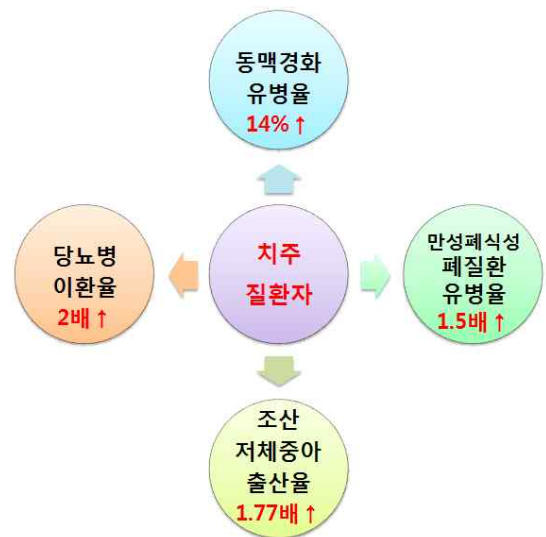 동맥경화
유병율
14% ↑
당뇨병
이환율
2배 ↑
치주
질환자
만성폐식성
폐질환
유병율
1.5배 ↑
조산
저체중아
출산율
1.77배 ↑